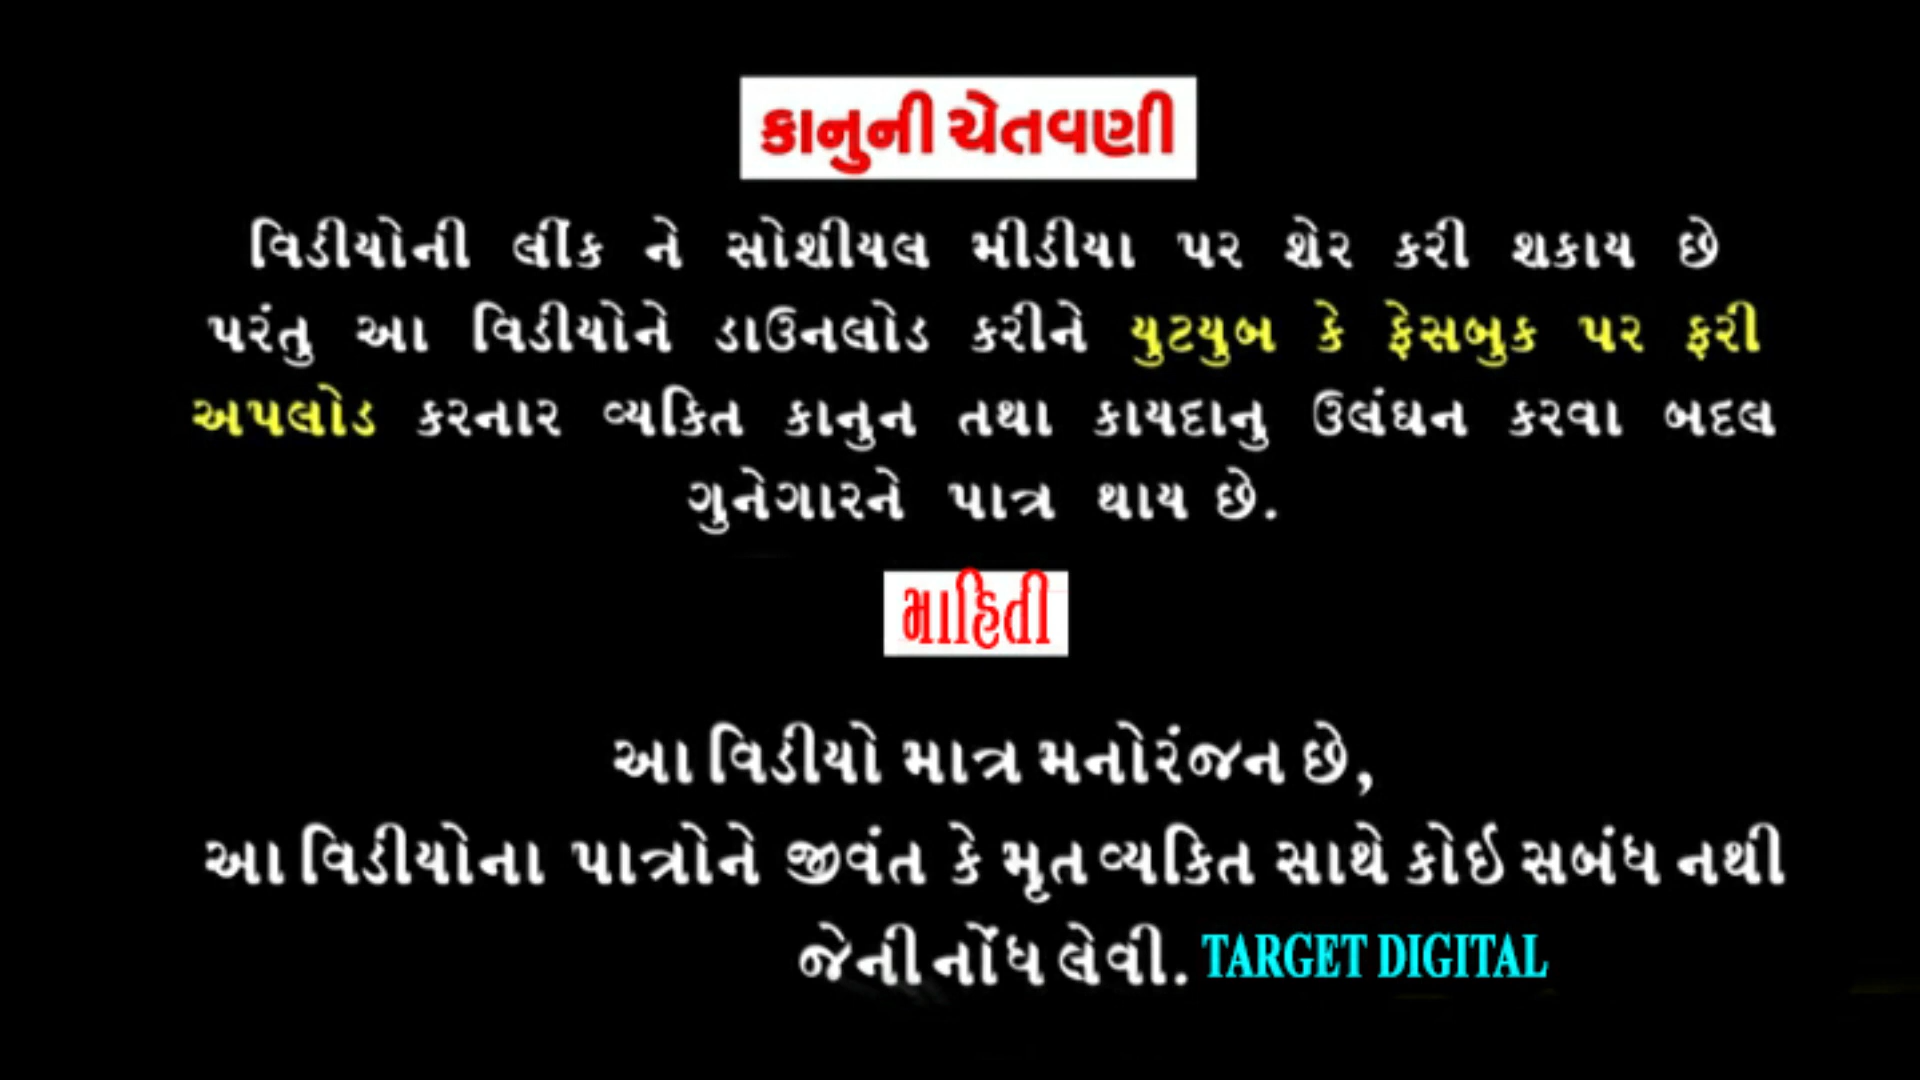 કાનુની ચેતવણી
વિડીયોની લીંક ને સોશીયલ મીડીયા પર શેર કરી શકાય છે
પરંતુ આ વિડીયોને ડાઉનલોડ કરીને યુટયુબ કે ફેસબુક પર ફરી
અપલોડ કરનાર વ્યકિત કાનુન તથા કાયદાનુ ઉલંઘન કરવા બદલ
ગુનેગારને પાત્ર થાય છે.
માહિતી
આ વિડીયો માત્ર મનોરંજન છે,
આ વિડીયોના પાત્રોને જીવંત કે મૃત વ્યકિત સાથે કોઇ સબંધ નથી
જેની નોંધ લેવી. TARGET DIGITAL